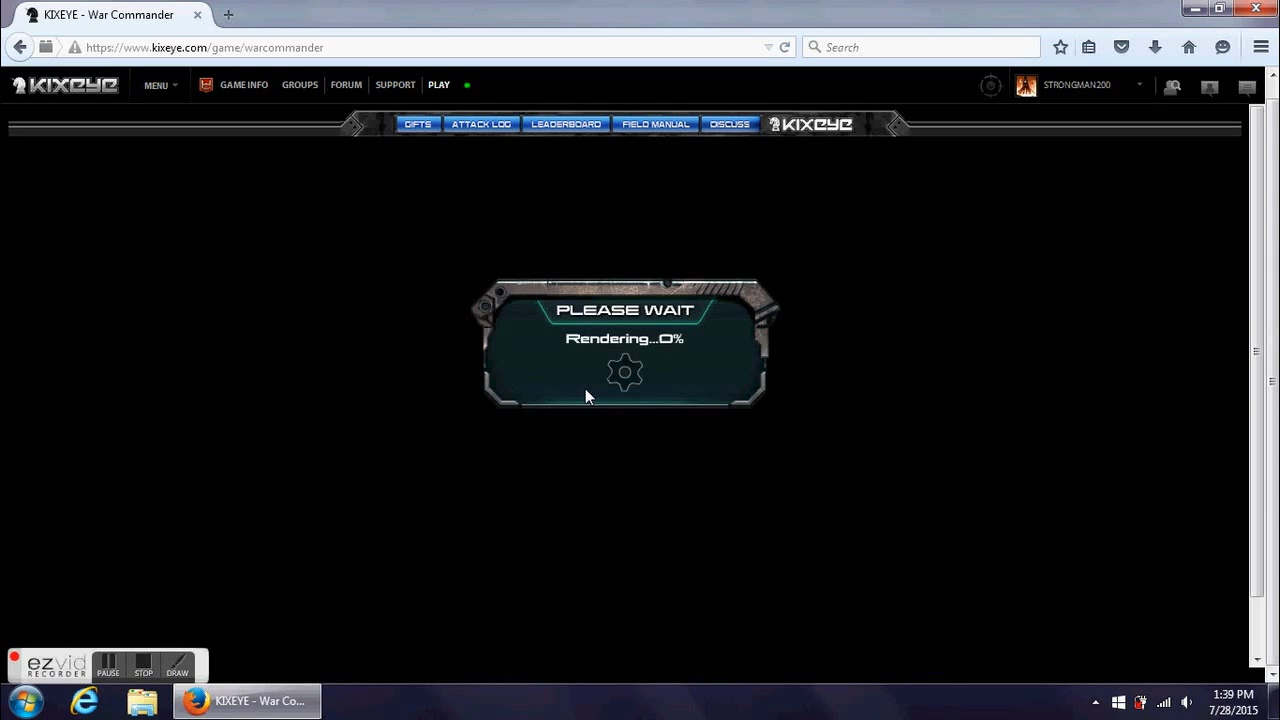 KIXEYE - War Commander
https://www.kixeye.com/game/warcommander
Search
KIXEYE
MENU
GAME INFO
GROUPS
FORUM
SUPPORT
PLAY
STRONGMAN200
GIFTS
ATTACK LOG
LEADERBOARD
FIELD MANUAL
DISCUSS
KIXEYE
PLEASE WAIT
Rendering...0%
ezvid
RECORDER
PAUSE
STOP
DRAW
KIXEYE - War Co...
1:39 PM
7/28/2015